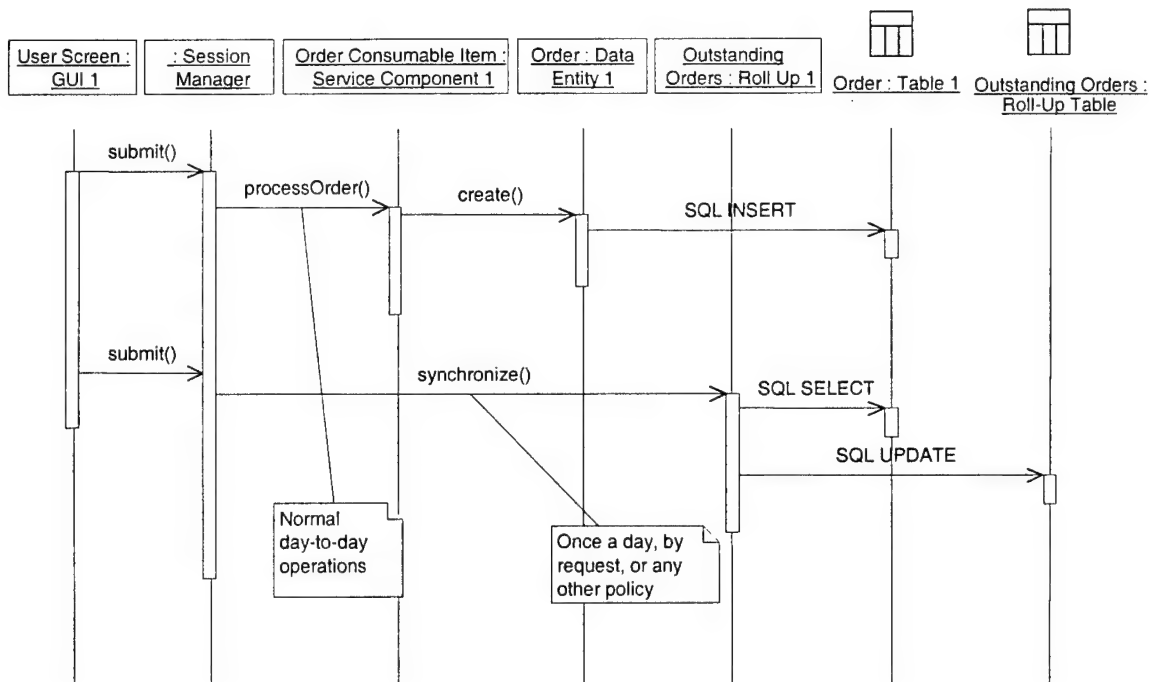 User Screen :
GUI 1
: Session
Manager
Order Consumable Item :
Service Component 1
Order : Data
Entity 1
Outstanding
Orders : Roll Up 1
Order : Table 1
Outstanding Orders :
Roll-Up Table
submit()
processOrder()
create()
SQL INSERT
submit()
synchronize()
SQL SELECT
SQL UPDATE
Normal
day-to-day
operations
Once a day, by
request, or any
other policy